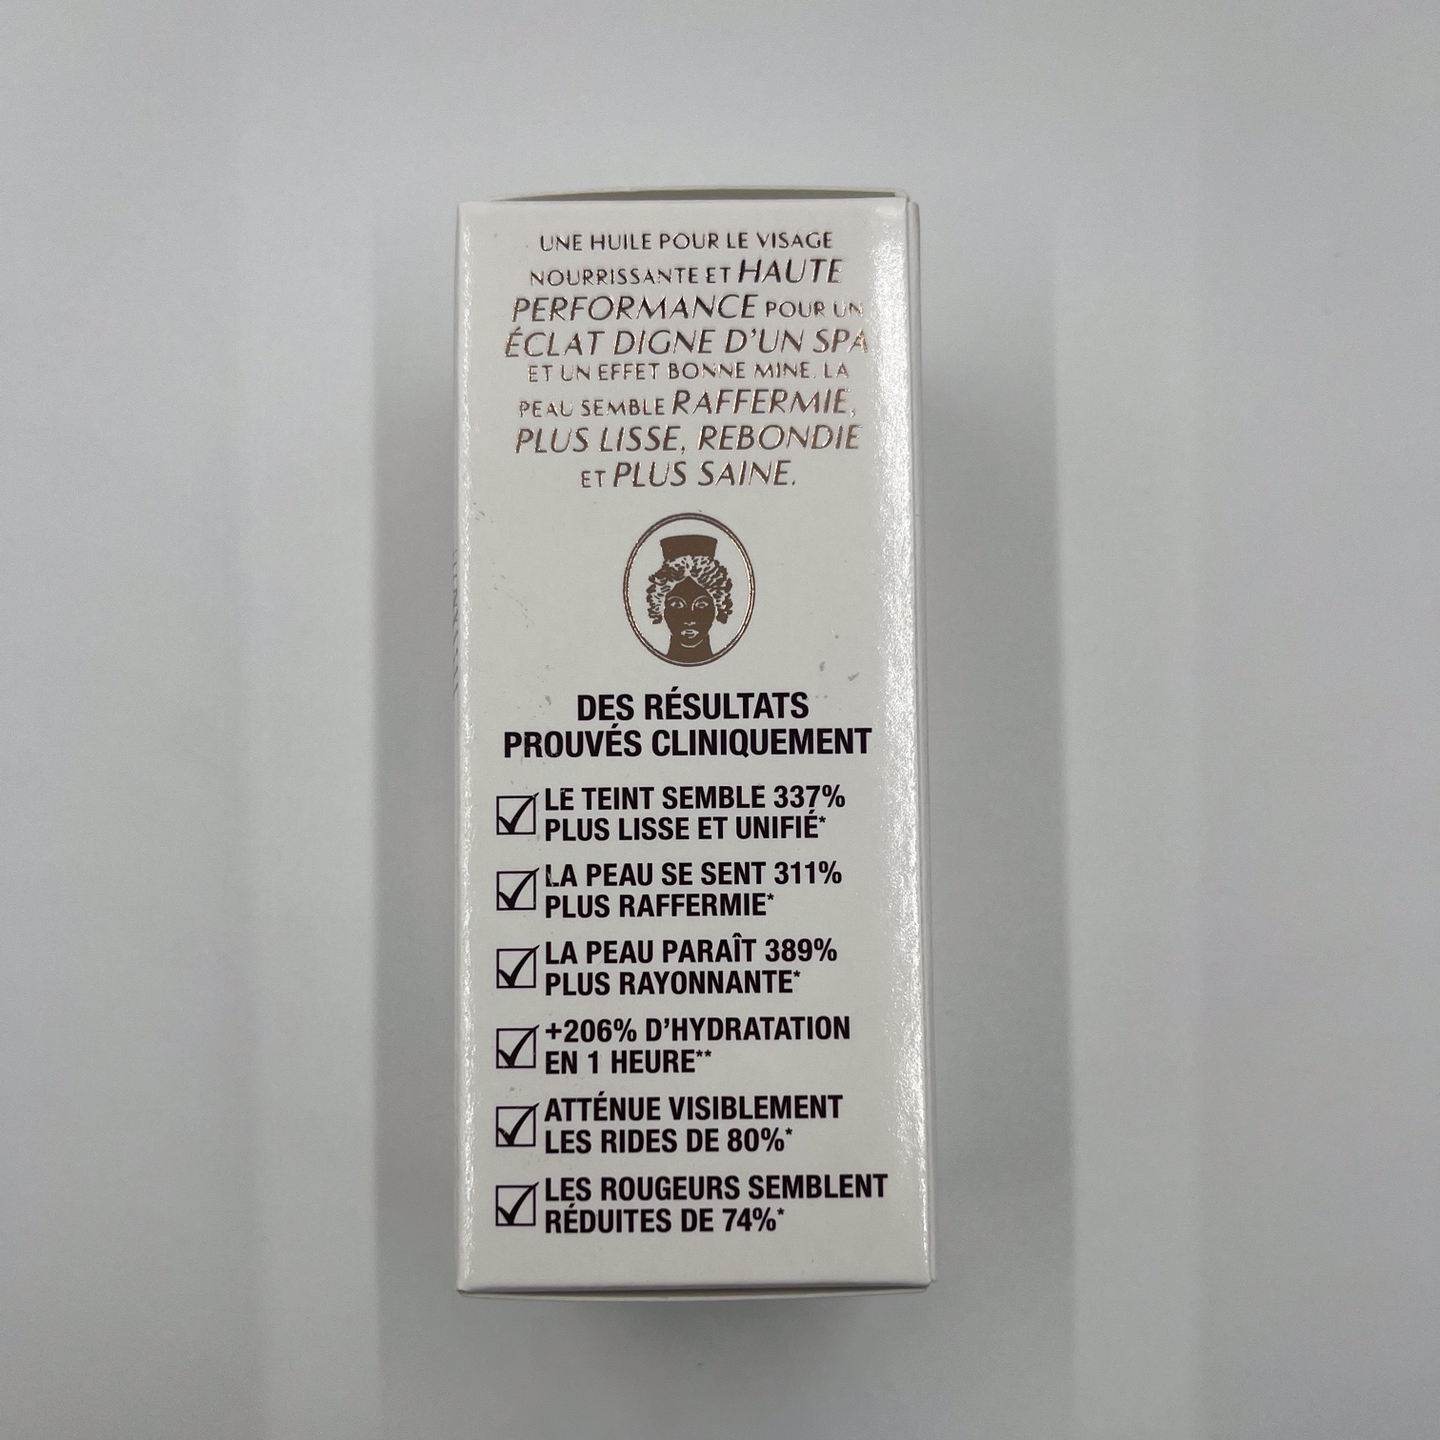 UNE HUILE POUR LE VISAGE
NOURRISSANTE ET HAUTE
PERFORMANCE POUR UN
ÉCLAT DIGNE D'UN SPA
ET UN EFFET BONNE MINE. LA
PEAU SEMBLE RAFFERMIE,
PLUS LISSE, REBONDIE
ET PLUS SAINE.
DES RÉSULTATS
PROUVÉS CLINIQUEMENT
LE TEINT SEMBLE 337%
PLUS LISSE ET UNIFIÉ*
LA PEAU SE SENT 311%
PLUS RAFFERMIE*
LA PEAU PARAÎT 389%
PLUS RAYONNANTE*
+206% D'HYDRATATION
EN 1 HEURE**
ATTÉNUE VISIBLEMENT
LES RIDES DE 80%*
LES ROUGEURS SEMBLENT
RÉDUITES DE 74%*